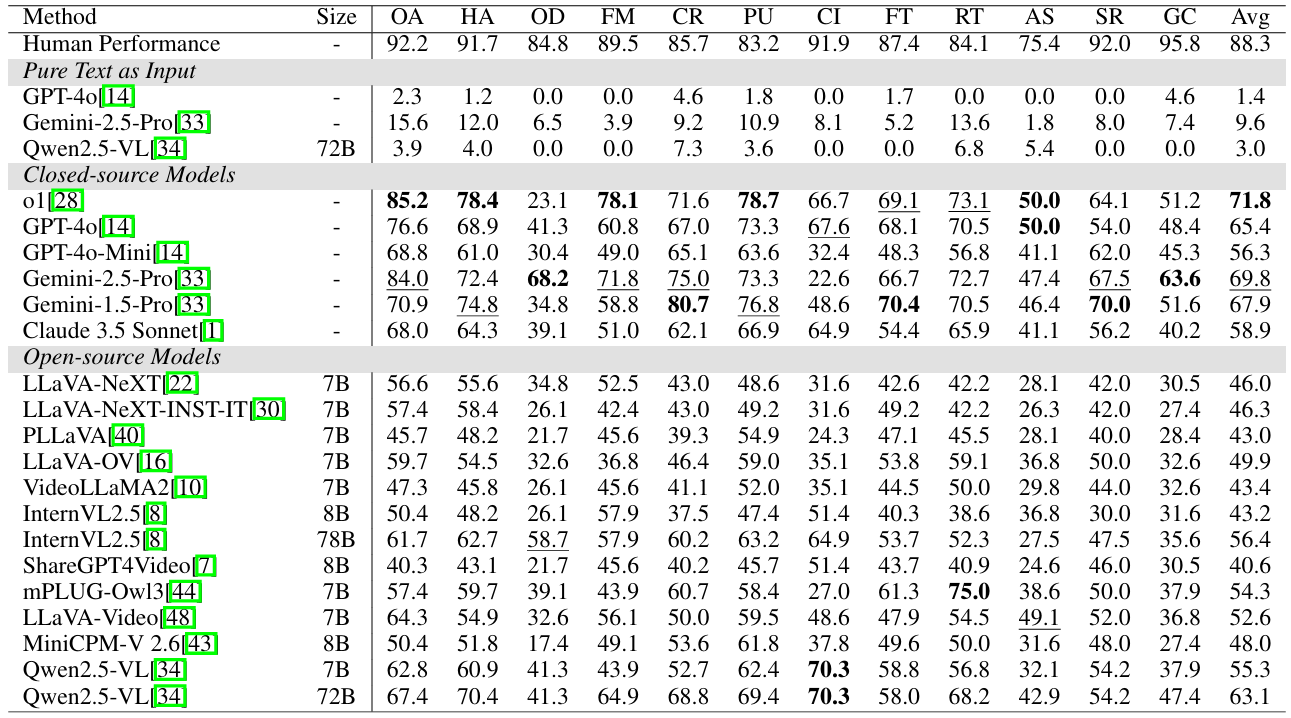 Method Size OA HA OD FM CR PU CI FT RT AS SR GC Avg
Human Performance - 92.2 91.7 84.8 89.5 85.7 83.2 91.9 87.4 84.1 75.4 92.0 95.8 88.3
Pure Text as Input
GPT-4o[14] - 2.3 1.2 0.0 0.0 4.6 1.8 0.0 1.7 0.0 0.0 0.0 4.6 1.4
Gemini-2.5-Pro[33] - 15.6 12.0 6.5 3.9 9.2 10.9 8.1 5.2 13.6 1.8 8.0 7.4 9.6
Qwen2.5-VL[34] 72B 3.9 4.0 0.0 0.0 7.3 3.6 0.0 0.0 6.8 5.4 0.0 0.0 3.0
Closed-source Models
o1[28] - 85.2 78.4 23.1 78.1 71.6 78.7 66.7 69.1 73.1 50.0 64.1 51.2 71.8
GPT-4o[14] - 76.6 68.9 41.3 60.8 67.0 73.3 67.6 68.1 70.5 50.0 54.0 48.4 65.4
GPT-4o-Mini[14] - 68.8 61.0 30.4 49.0 65.1 63.6 32.4 48.3 56.8 41.1 62.0 45.3 56.3
Gemini-2.5-Pro[33] - 84.0 72.4 68.2 71.8 75.0 73.3 22.6 66.7 72.7 47.4 67.5 63.6 69.8
Gemini-1.5-Pro[33] - 70.9 74.8 34.8 58.8 80.7 76.8 48.6 70.4 70.5 46.4 70.0 51.6 67.9
Claude 3.5 Sonnet[1] - 68.0 64.3 39.1 51.0 62.1 66.9 64.9 54.4 65.9 41.1 56.2 40.2 58.9
Open-source Models
LLaVA-NeXT[22] 7B 56.6 55.6 34.8 52.5 43.0 48.6 31.6 42.6 42.2 28.1 42.0 30.5 46.0
LLaVA-NeXT-INST-IT[30] 7B 57.4 58.4 26.1 42.4 43.0 49.2 31.6 49.2 42.2 26.3 42.0 27.4 46.3
PLLaVA[40] 7B 45.7 48.2 21.7 45.6 39.3 54.9 24.3 47.1 45.5 28.1 40.0 28.4 43.0
LLaVA-OV[16] 7B 59.7 54.5 32.6 36.8 46.4 59.0 35.1 53.8 59.1 36.8 50.0 32.6 49.9
VideoLLaMA2[10] 7B 47.3 45.8 26.1 45.6 41.1 52.0 35.1 44.5 50.0 29.8 44.0 32.6 43.4
InternVL2.5[8] 8B 50.4 48.2 26.1 57.9 37.5 47.4 51.4 40.3 38.6 36.8 30.0 31.6 43.2
InternVL2.5[8] 78B 61.7 62.7 58.7 57.9 60.2 63.2 64.9 53.7 52.3 27.5 47.5 35.6 56.4
ShareGPT4Video[7] 8B 40.3 43.1 21.7 45.6 40.2 45.7 51.4 43.7 40.9 24.6 46.0 30.5 40.6
mPLUG-Owl3[44] 7B 57.4 59.7 39.1 43.9 60.7 58.4 27.0 61.3 75.0 38.6 50.0 37.9 54.3
LLaVA-Video[48] 7B 64.3 54.9 32.6 56.1 50.0 59.5 48.6 47.9 54.5 49.1 52.0 36.8 52.6
MiniCPM-V 2.6[43] 8B 50.4 51.8 17.4 49.1 53.6 61.8 37.8 49.6 50.0 31.6 48.0 27.4 48.0
Qwen2.5-VL[34] 7B 62.8 60.9 41.3 43.9 52.7 62.4 70.3 58.8 56.8 32.1 54.2 37.9 55.3
Qwen2.5-VL[34] 72B 67.4 70.4 41.3 64.9 68.8 69.4 70.3 58.0 68.2 42.9 54.2 47.4 63.1